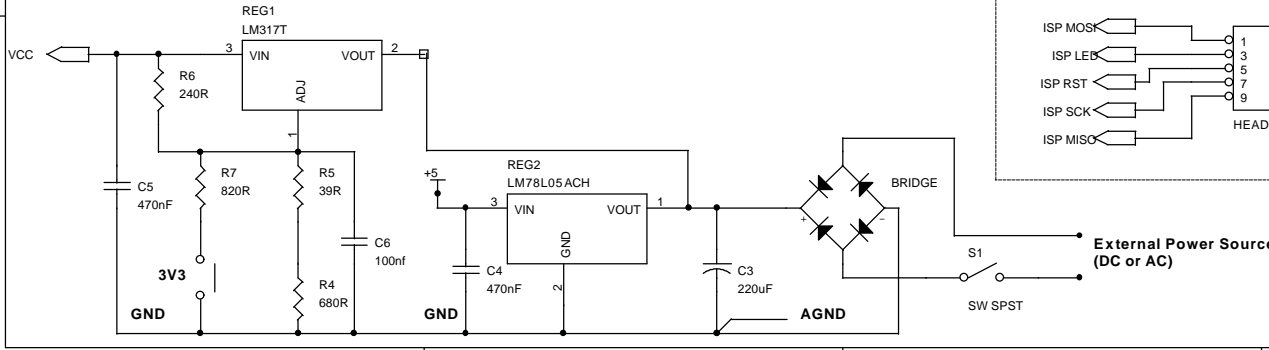 REG1
LM317T
VCC
3
VIN
VOUT
2
ADJ
1
R6
240R
R7
820R
R5
39R
C5
470nF
C6
100nf
3V3
R4
680R
GND
+5
REG2
LM78L05ACH
3
VIN
VOUT
1
GND
2
C4
470nF
GND
C3
220uF
AGND
BRIDGE
+
−
S1
SW SPST
External Power Source
(DC or AC)
ISP MOSI
ISP LED
ISP RST
ISP SCK
ISP MISO
1
3
5
7
9
HEAD